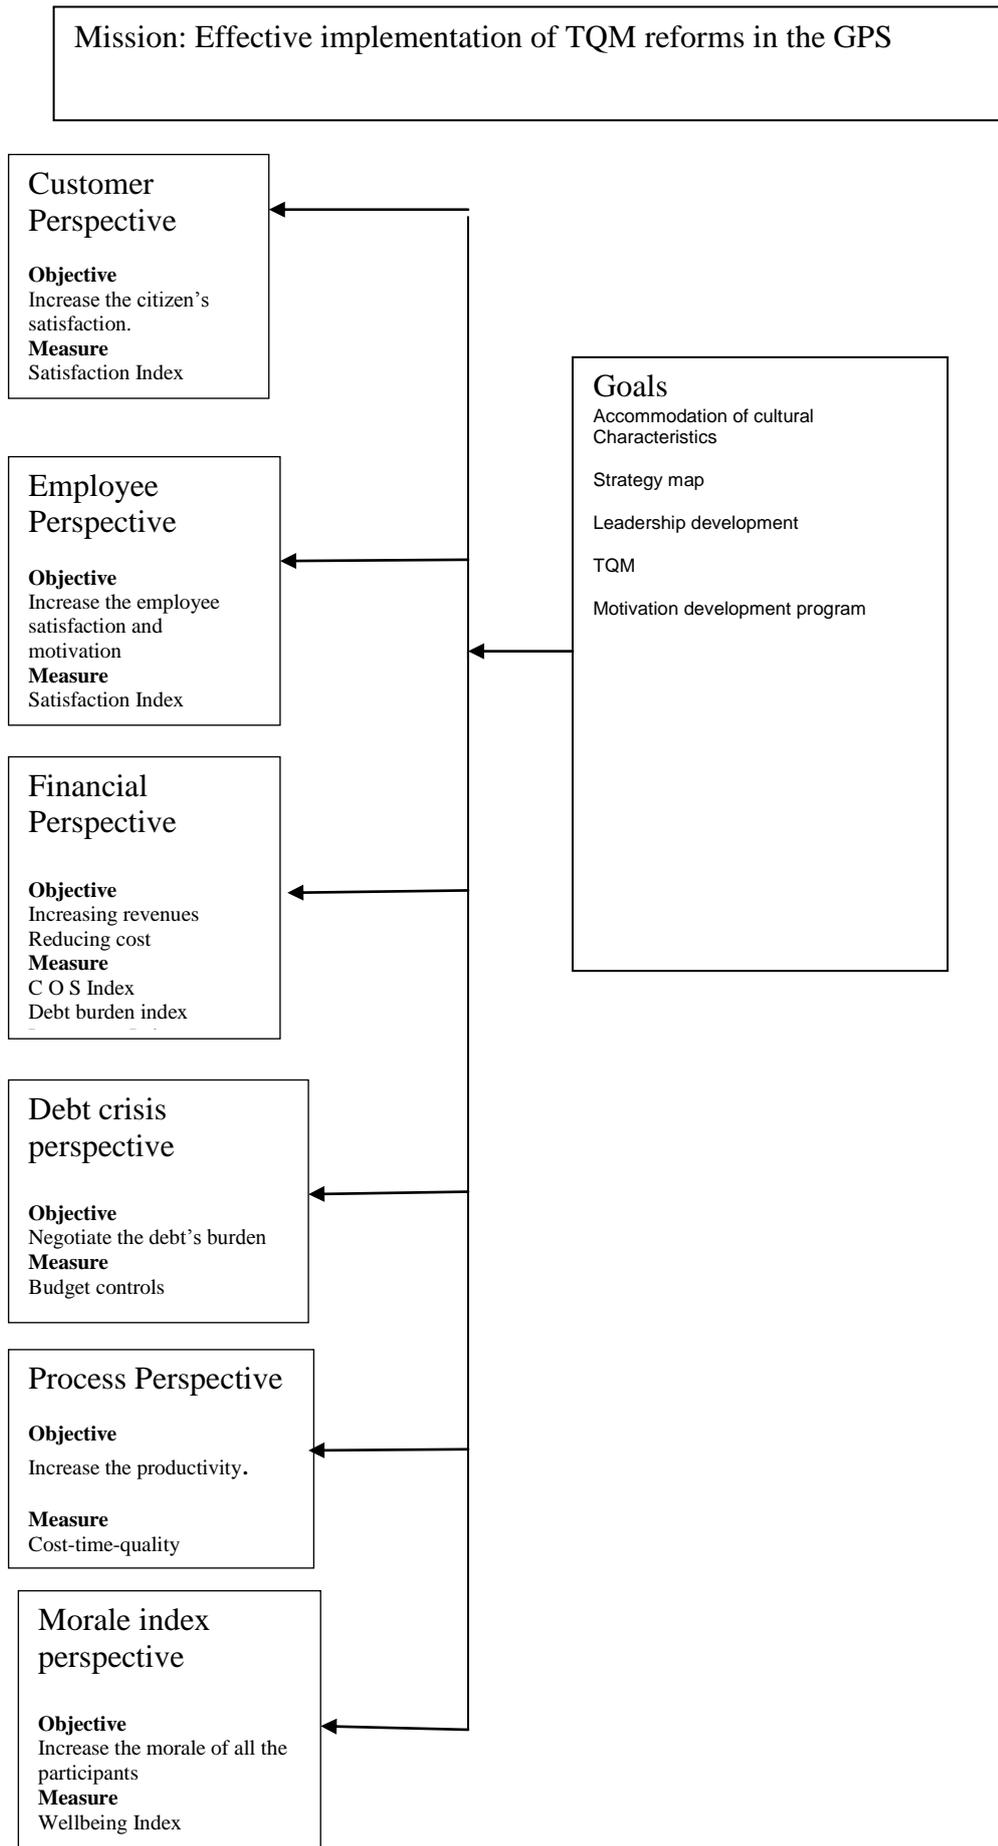 Mission: Effective implementation of TQM reforms in the GPS
Customer
Perspective
Objective
Increase the citizen’s
satisfaction.
Measure
Satisfaction Index
Employee
Perspective
Objective
Increase the employee
satisfaction and
motivation
Measure
Satisfaction Index
Financial
Perspective
Objective
Increasing revenues
Reducing cost
Measure
C O S Index
Debt burden index
Debt crisis
perspective
Objective
Negotiate the debt’s burden
Measure
Budget controls
Process Perspective
Objective
Increase the productivity.
Measure
Cost-time-quality
Morale index
perspective
Objective
Increase the morale of all the
participants
Measure
Wellbeing Index
Goals
Accommodation of cultural
Characteristics
Strategy map
Leadership development
TQM
Motivation development program